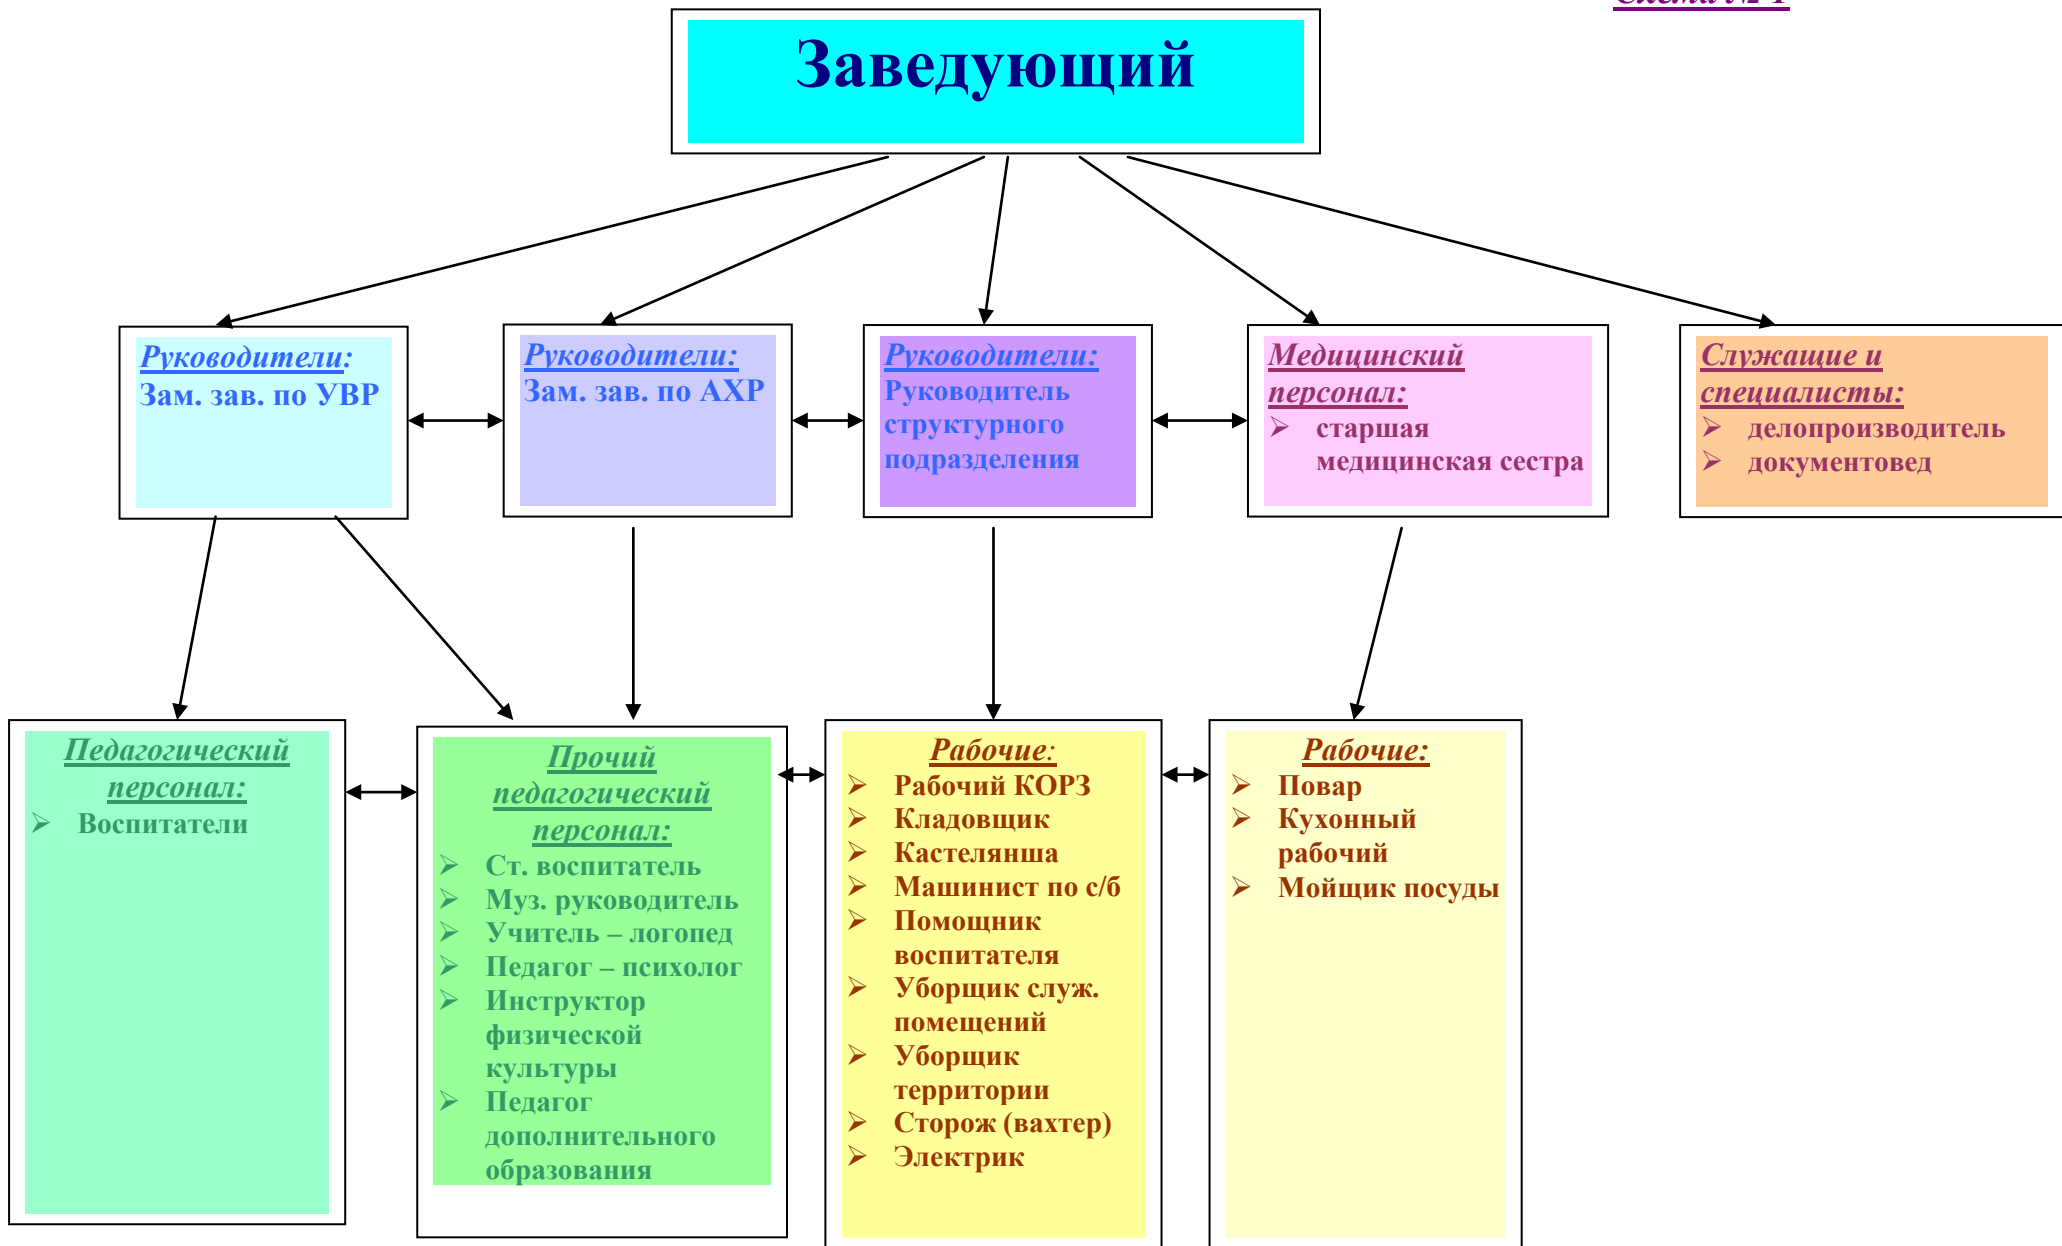 Схема № 1
Заведующий
Руководители:
Зам. зав. по УВР
Руководители:
Зам. зав. по АХР
Руководители:
Руководитель
структурного
подразделения
Медицинский
персонал:
➢ старшая
медицинская сестра
Служащие и
специалисты:
➢ делопроизводитель
➢ документовед
Педагогический
персонал:
➢ Воспитатели
Прочий
педагогический
персонал:
➢ Ст. воспитатель
➢ Муз. руководитель
➢ Учитель – логопед
➢ Педагог – психолог
➢ Инструктор
физической
культуры
➢ Педагог
дополнительного
образования
Рабочие:
➢ Рабочий КОРЗ
➢ Кладовщик
➢ Кастелянша
➢ Машинист по с/б
➢ Помощник
воспитателя
➢ Уборщик служ.
помещений
➢ Уборщик
территории
➢ Сторож (вахтер)
➢ Электрик
Рабочие:
➢ Повар
➢ Кухонный
рабочий
➢ Мойщик посуды